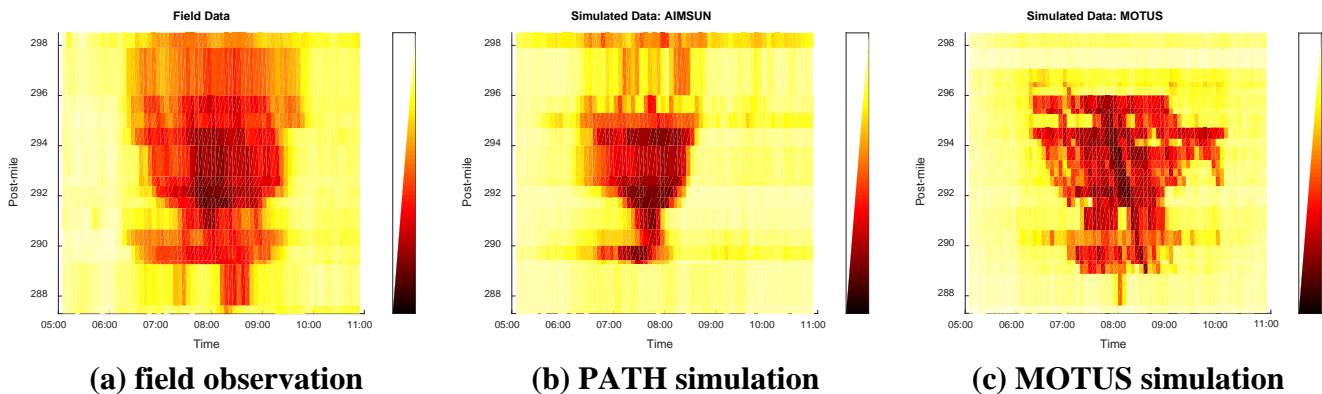 Field Data
298
296
294
292
290
288
Post-mile
05:00 06:00 07:00 08:00 09:00 10:00 11:00
Time
(a) field observation
Simulated Data: AIMSUN
298
296
294
292
290
288
Post-mile
05:00 06:00 07:00 08:00 09:00 10:00 11:00
Time
(b) PATH simulation
Simulated Data: MOTUS
298
296
294
292
290
288
Post-mile
05:00 06:00 07:00 08:00 09:00 10:00 11:00
Time
(c) MOTUS simulation